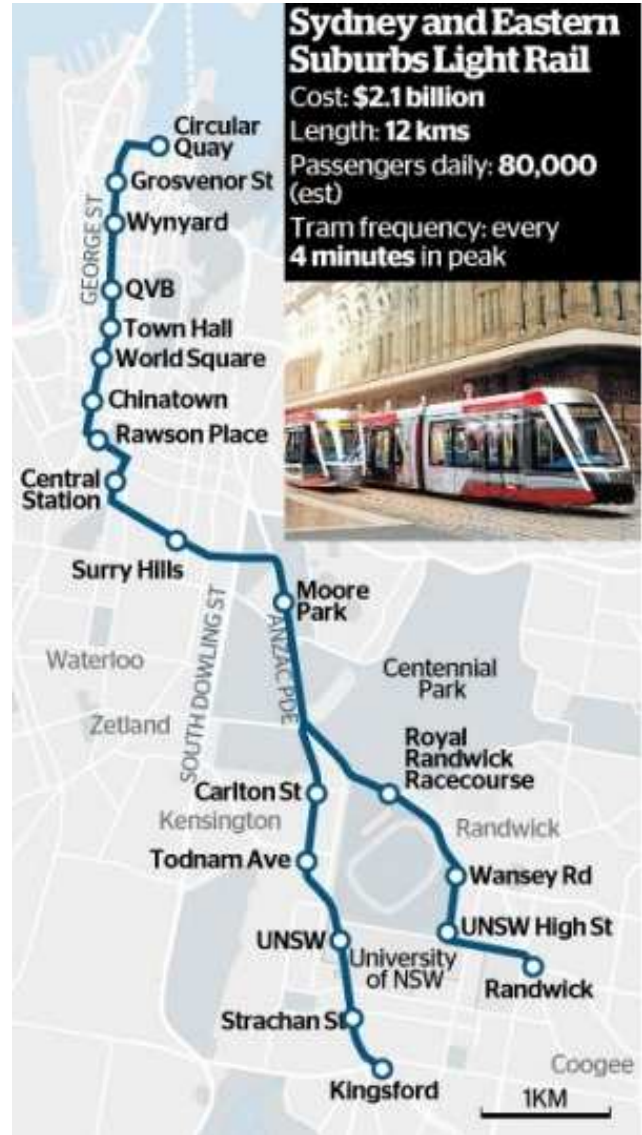 Sydney and Eastern
Suburbs Light Rail
Cost: $2.1 billion
Length: 12 kms
Passengers daily: 80,000
(est)
Tram frequency: every
4 minutes in peak
Circular
Quay
Grosvenor St
Wynyard
GEORGE ST
QVB
Town Hall
World Square
Chinatown
Rawson Place
Central
Station
Surry Hills
Moore
Park
SOUTH DOWLING ST
ANZAC PDE
Waterloo
Zetland
Centennial
Park
Royal
Randwick
Racecourse
Carlton St
Kensington
Randwick
Todnam Ave
Wansey Rd
UNSW
UNSW High St
University
of NSW
Randwick
Strachan St
Kingsford
Coogee
1KM